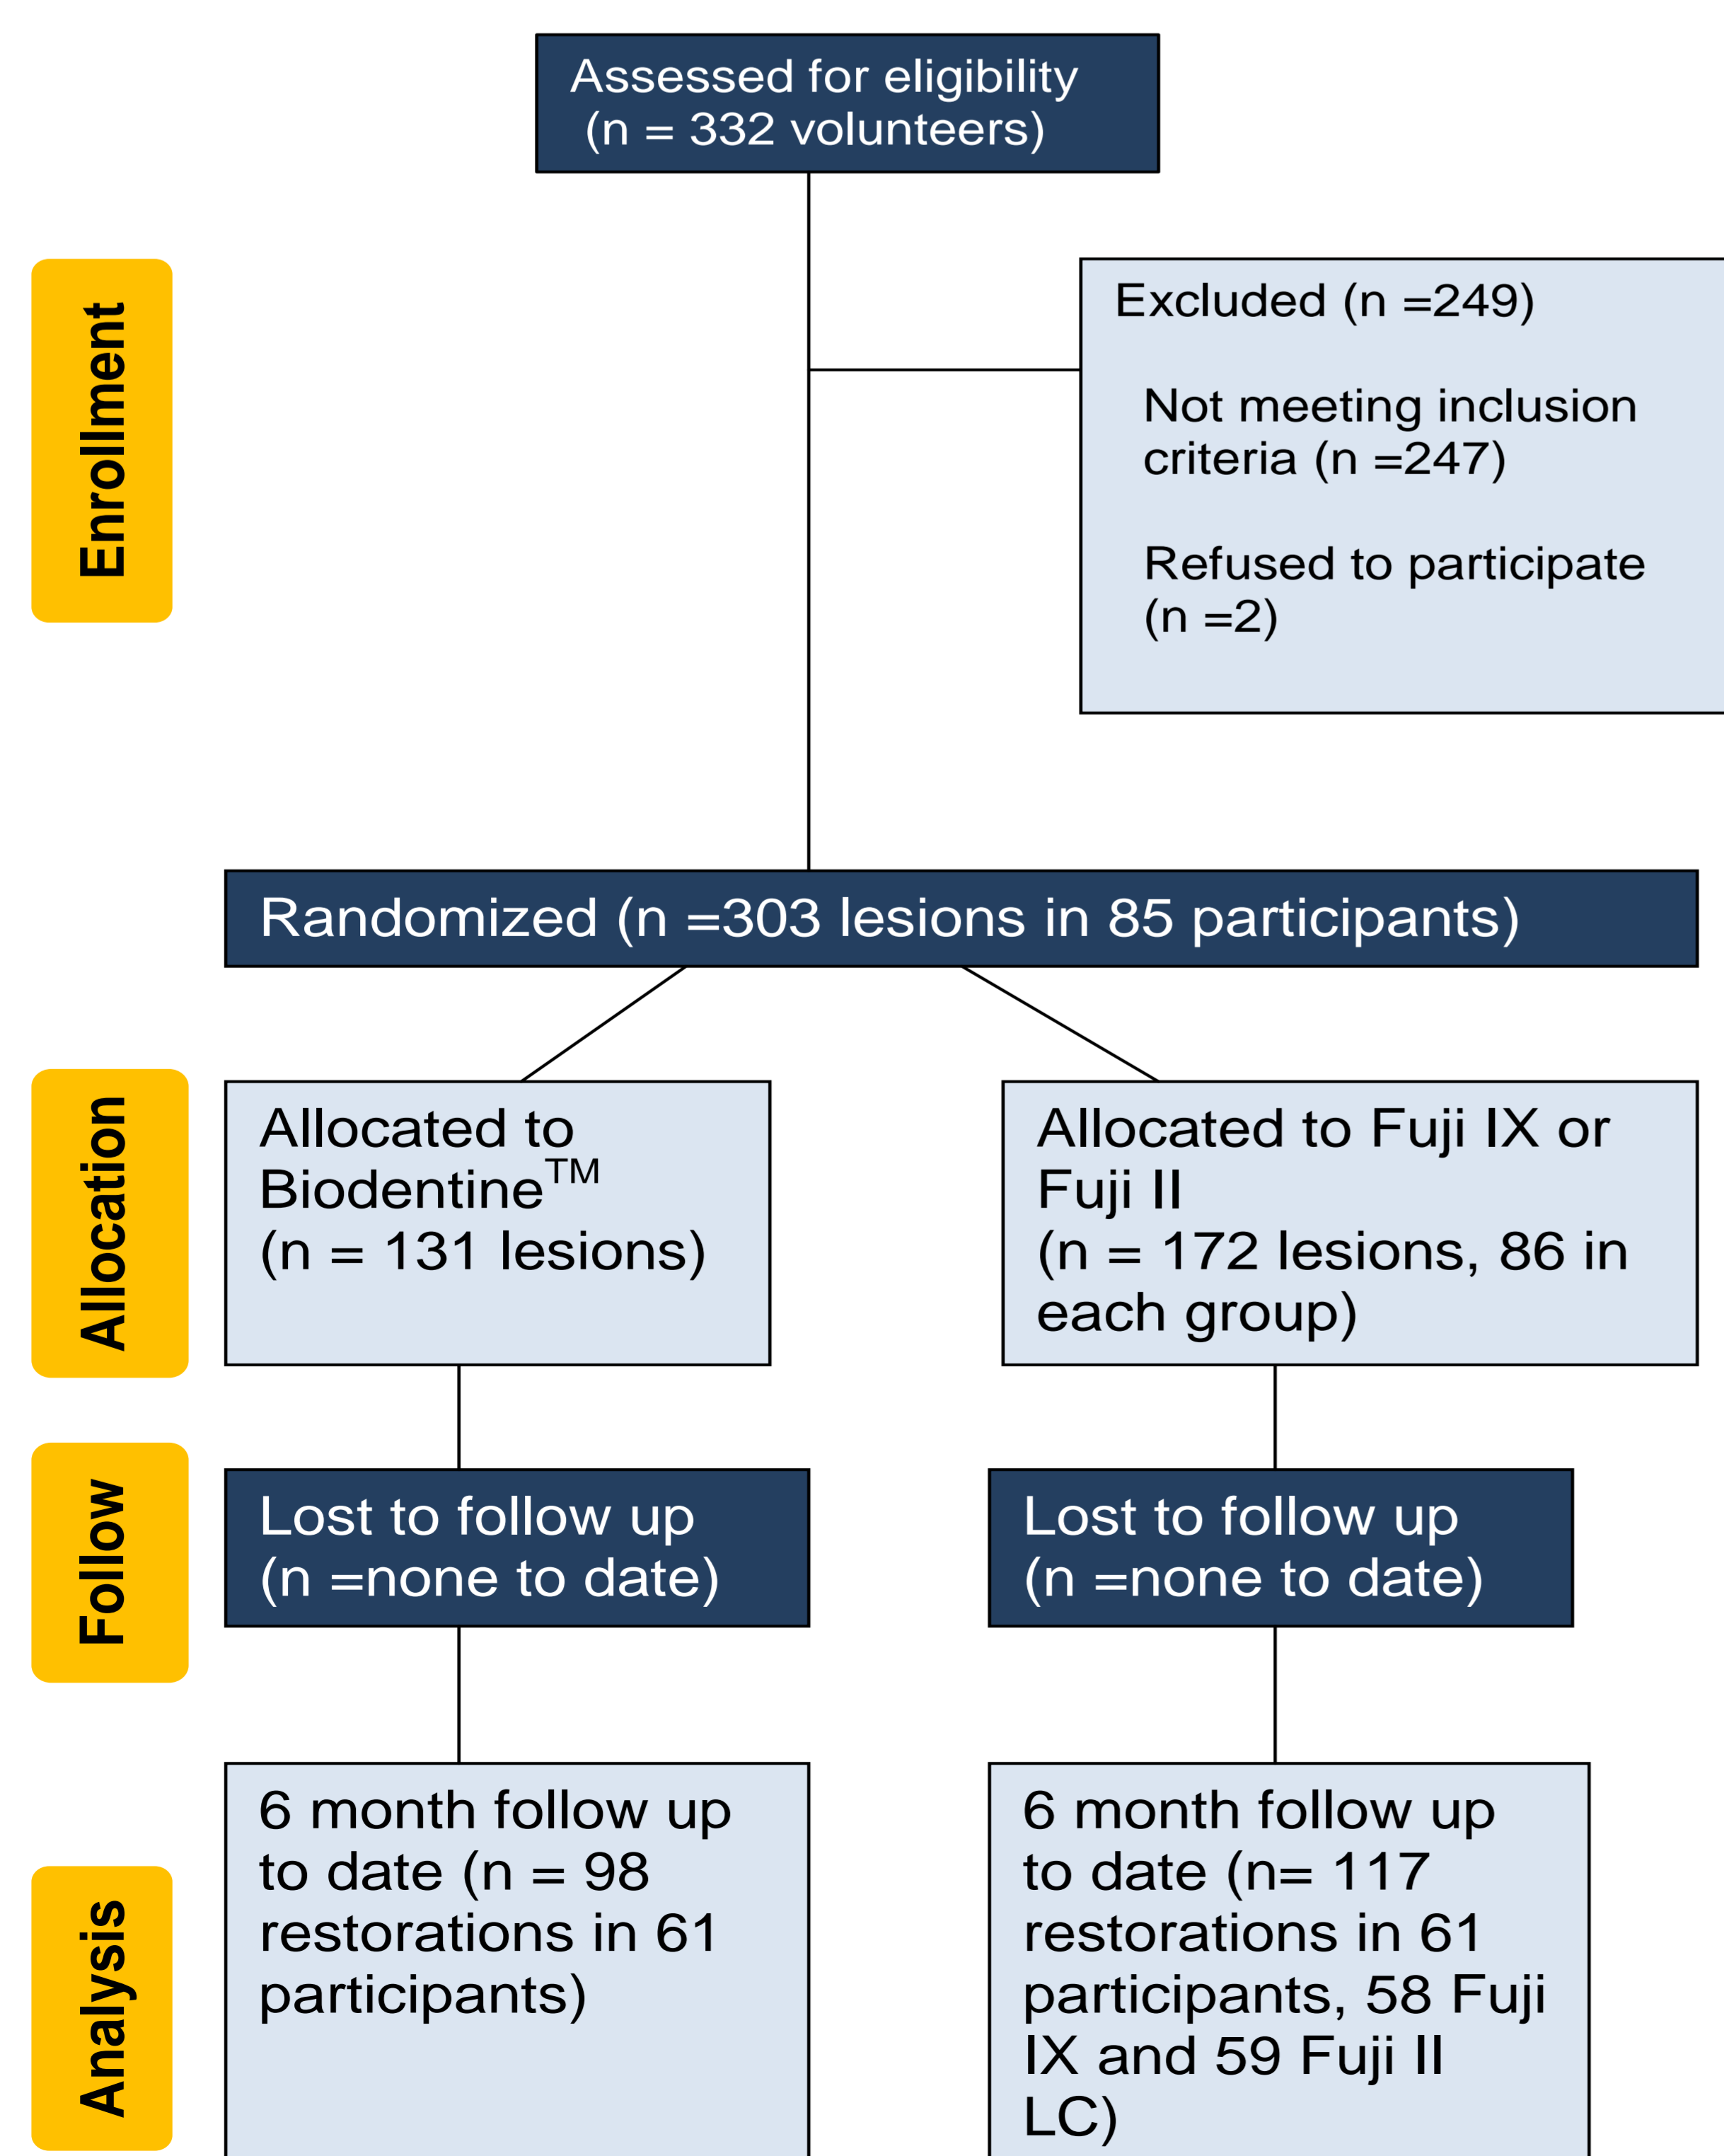 Assessed for eligibility
(n = 332 volunteers)
Enrollment
Excluded (n =249)
Not meeting inclusion
criteria (n =247)
Refused to participate
(n =2)
Randomized (n =303 lesions in 85 participants)
Allocation
Allocated to
Biodentine™
(n = 131 lesions)
Allocated to Fuji IX or
Fuji II
(n = 172 lesions, 86 in
each group)
Follow
Lost to follow up
(n =none to date)
Lost to follow up
(n =none to date)
Analysis
6 month follow up
to date (n = 98
restorations in 61
participants)
6 month follow up
to date (n= 117
restorations in 61
participants, 58 Fuji
IX and 59 Fuji II
LC)